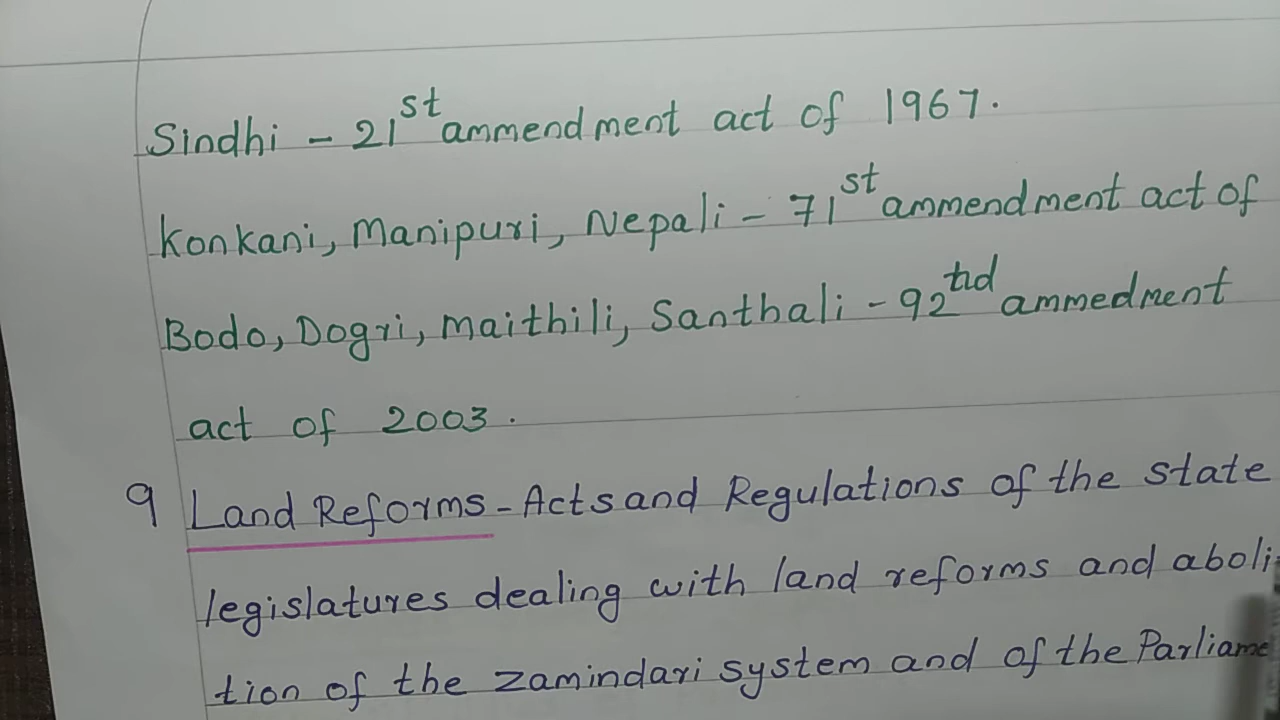 Sindhi - 21st ammendment act of 1967.
Konkani, Manipuri, Nepali - 71st ammendment act of
Bodo, Dogri, Maithili, Santhali - 92nd ammedment
act of 2003.
9 Land Reforms - Acts and Regulations of the state
legislatures dealing with land reforms and aboli-
tion of the zamindari system and of the Parliame